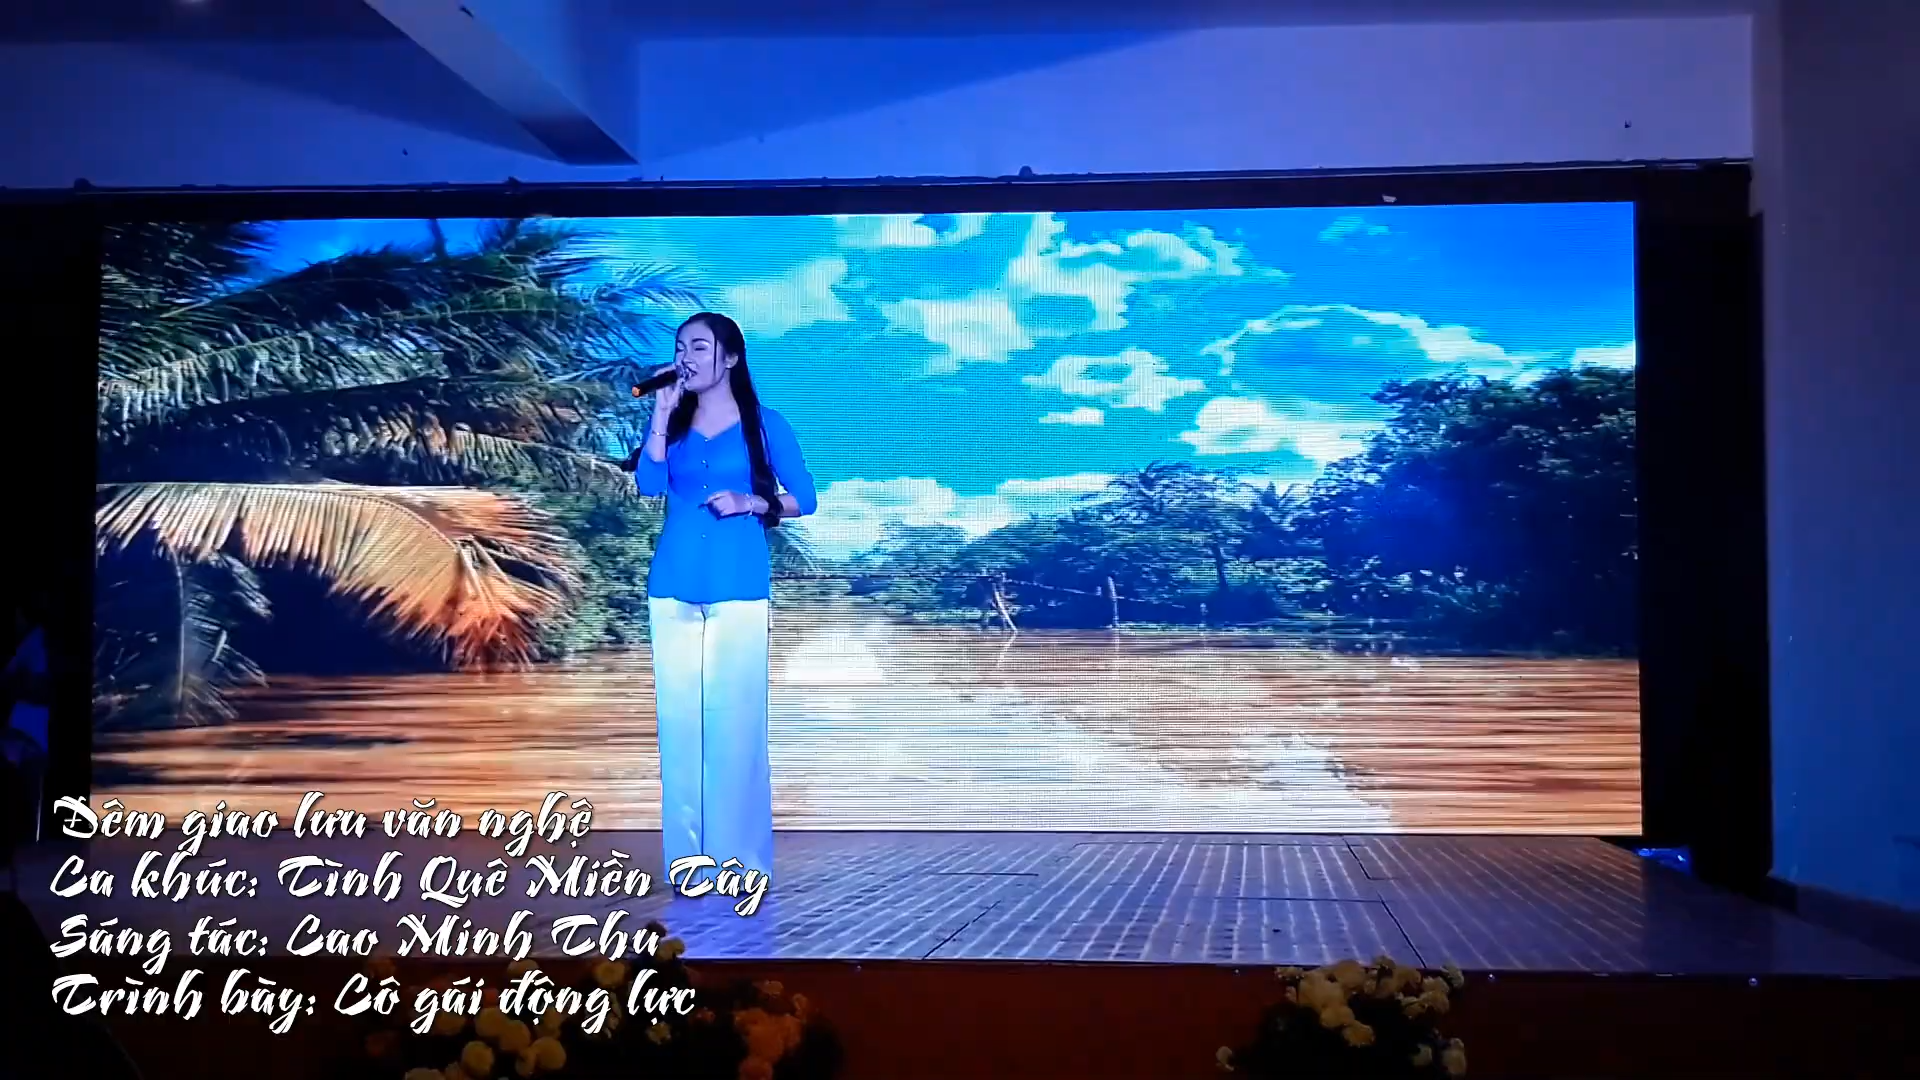 Đêm giao lưu văn nghệ
Ca khúc: Tình Quê Miền Tây
Sáng tác: Cao Minh Thu
Trình bày: Cô gái động lực